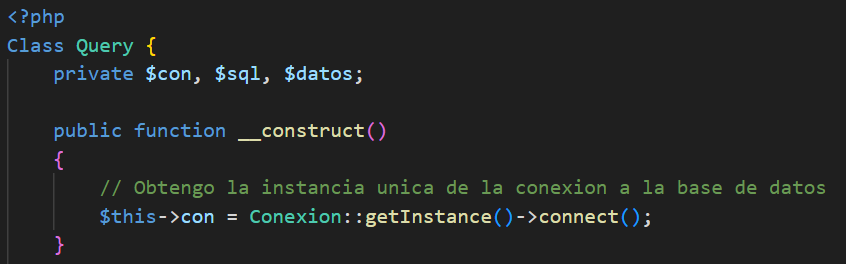 <?php
Class Query {
    private $con, $sql, $datos;

    public function __construct()
    {
        // Obtengo la instancia unica de la conexion a la base de datos
        $this->con = Conexion::getInstance()->connect();
    }